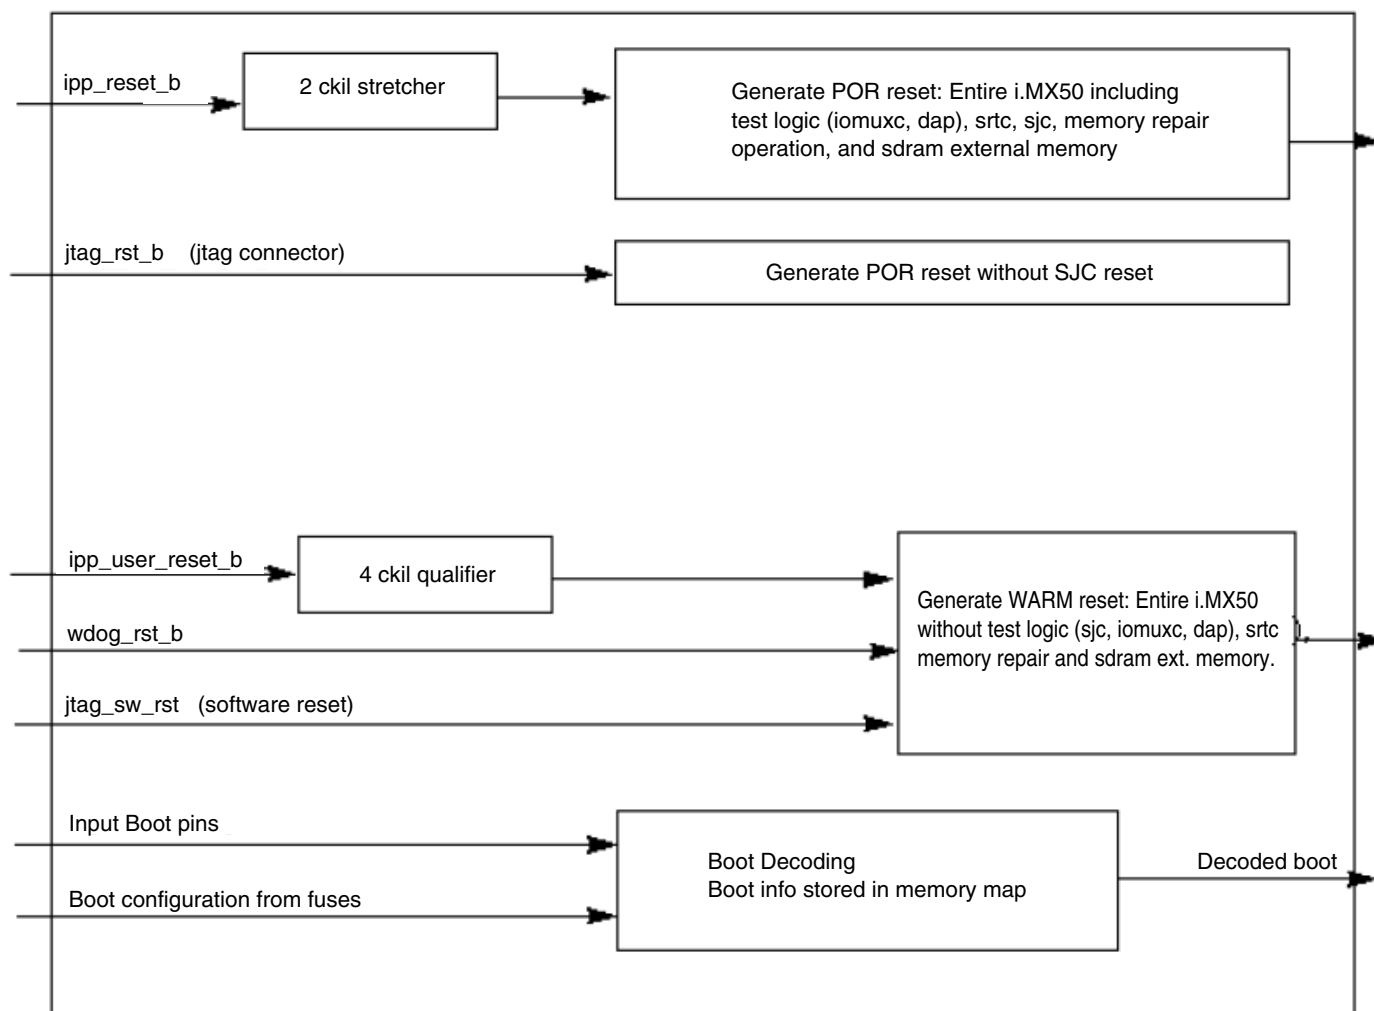 ipp_reset_b
2 ckil stretcher
Generate POR reset: Entire i.MX50 including
test logic (iomuxc, dap), srtc, sjc, memory repair
operation, and sdram external memory
jtag_rst_b (jtag connector)
Generate POR reset without SJC reset
ipp_user_reset_b
4 ckil qualifier
Generate WARM reset: Entire i.MX50
without test logic (sjc, iomuxc, dap), srtc
memory repair and sdram ext. memory.
wdog_rst_b
jtag_sw_rst (software reset)
Input Boot pins
Boot Decoding
Boot info stored in memory map
Decoded boot
Boot configuration from fuses